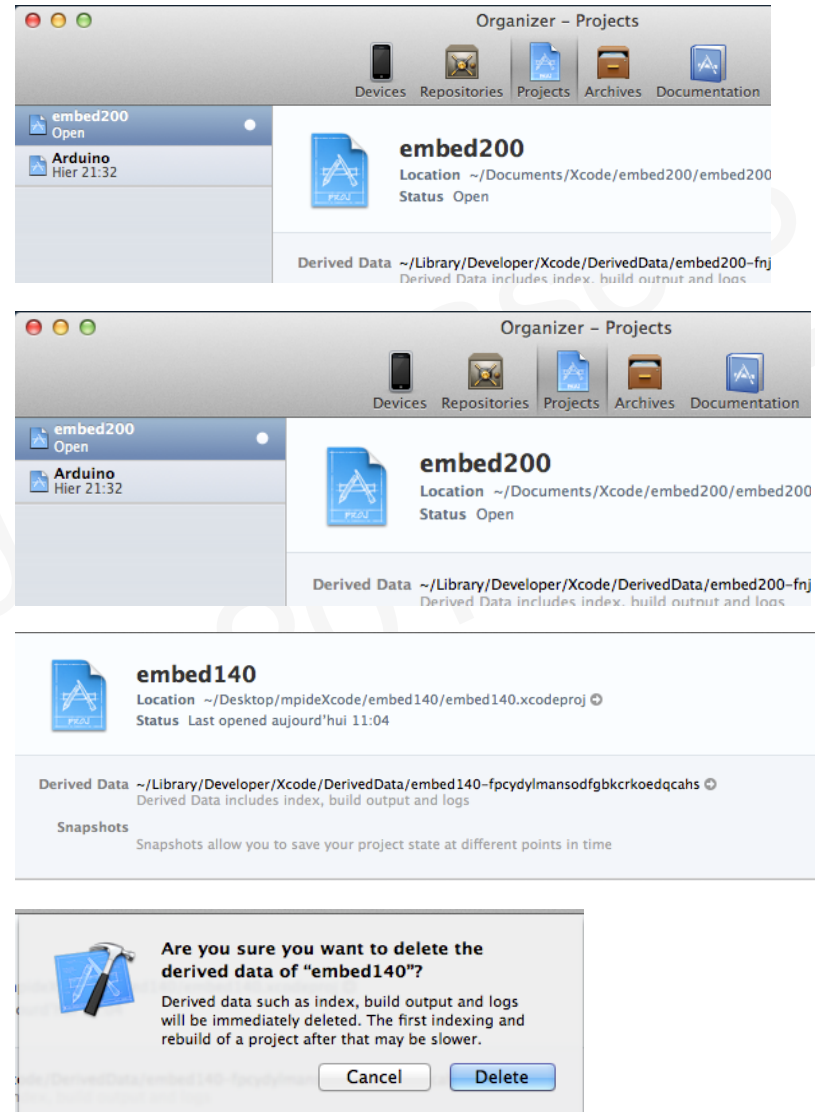 Organizer – Projects
Devices Repositories Projects Archives Documentation
embed200
Open
Arduino
Hier 21:32
embed200
Location ~/Documents/Xcode/embed200/embed200
Status Open
Derived Data ~/Library/Developer/Xcode/DerivedData/embed200-fnj
Derived Data includes index, build output and logs
PROJ
Organizer – Projects
Devices Repositories Projects Archives Documentation
embed200
Open
Arduino
Hier 21:32
embed200
Location ~/Documents/Xcode/embed200/embed200
Status Open
Derived Data ~/Library/Developer/Xcode/DerivedData/embed200-fnj
Derived Data includes index, build output and logs
PROJ
embed140
Location ~/Desktop/mpideXcode/embed140/embed140.xcodeproj
Status Last opened aujourd'hui 11:04
PROJ
Derived Data ~/Library/Developer/Xcode/DerivedData/embed140-fpcydylmansodfgbkcrkoedqcahs
Derived Data includes index, build output and logs
Snapshots
Snapshots allow you to save your project state at different points in time
Are you sure you want to delete the
derived data of “embed140”?
Derived data such as index, build output and logs
will be immediately deleted. The first indexing and
rebuild of a project after that may be slower.
Cancel Delete